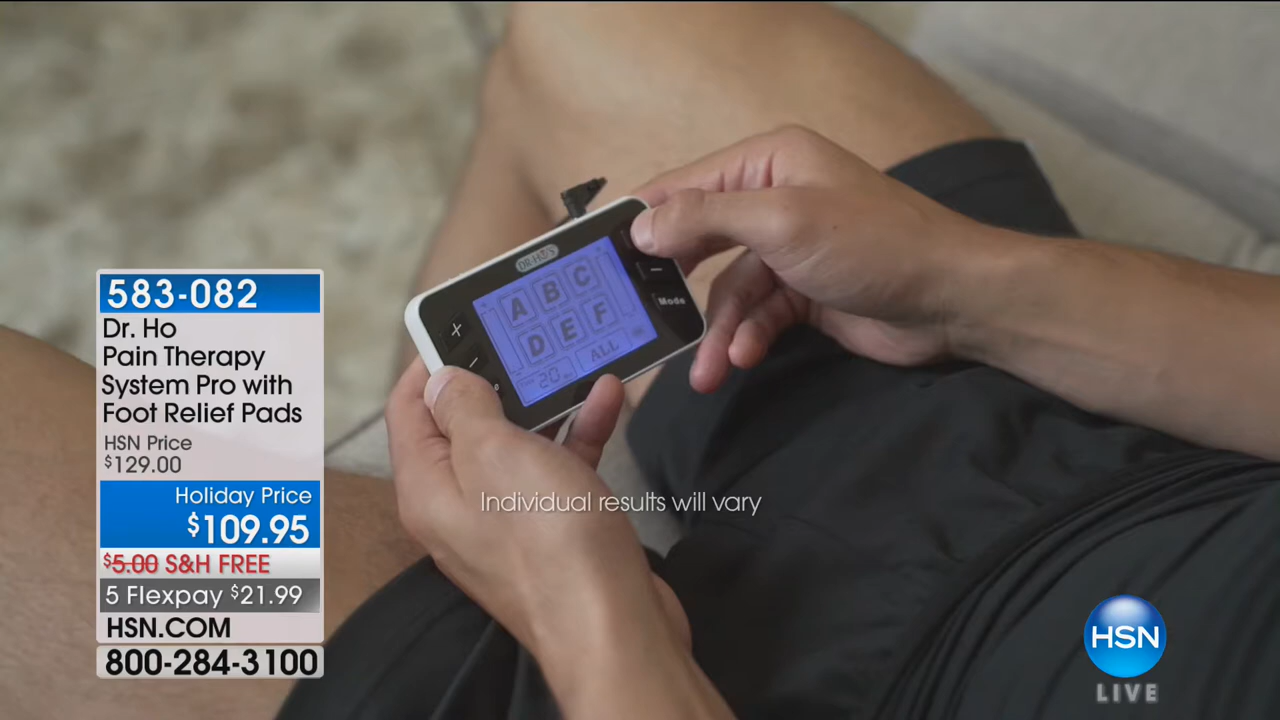 583-082
Dr. Ho
Pain Therapy
System Pro with
Foot Relief Pads
HSN Price
$129.00
Holiday Price
$109.95
$5.00 S&H FREE
5 Flexpay $21.99
HSN.COM
800-284-3100
DR-HO'S
A B C
D E F
20
ALL
+
−
−
Mode
Individual results will vary
HSN
LIVE